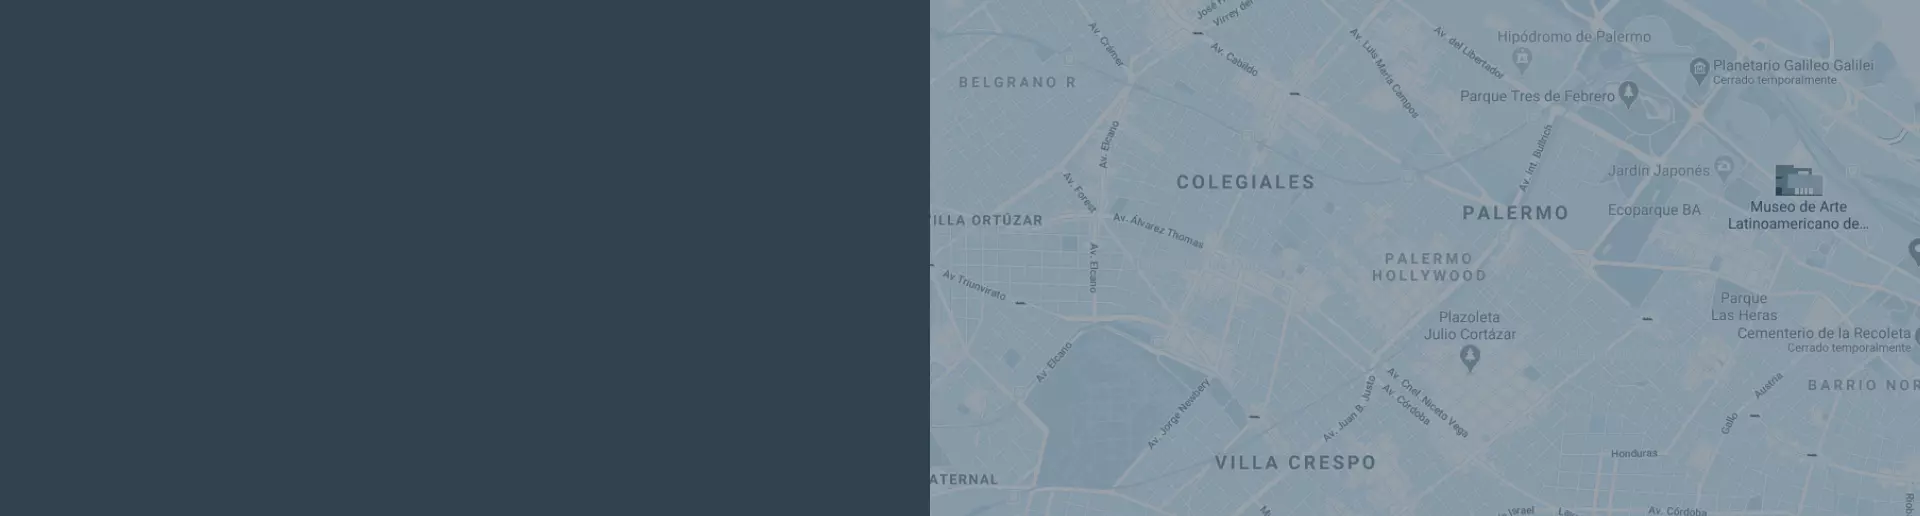 José
Virrey del
Av. Crámer
Av. Cabildo
Av. Luis María Campos
Av. del Libertador
Hipódromo de Palermo
Planetario Galileo Galilei
Cerrado temporalmente
BELGRANO R
Parque Tres de Febrero
Av. Elcano
Av. Int. Bullrich
Av. Forest
COLEGIALES
Jardín Japonés
PALERMO
Ecoparque BA
Museo de Arte
Latinoamericano de...
ILLA ORTÚZAR
Av. Álvarez Thomas
Av. Elcano
PALERMO
HOLLYWOOD
Av Triunvirato
Parque
Las Heras
Plazoleta
Julio Cortázar
Cementerio de la Recoleta
Cerrado temporalmente
Av. Elcano
BARRIO NOR
Austria
Av. Jorge Newbery
Av. Juan B. Justo
Av. Cnel. Niceto Vega
Av. Córdoba
Gallo
Honduras
VILLA CRESPO
ATERNAL
Israel
Av. Córdoba